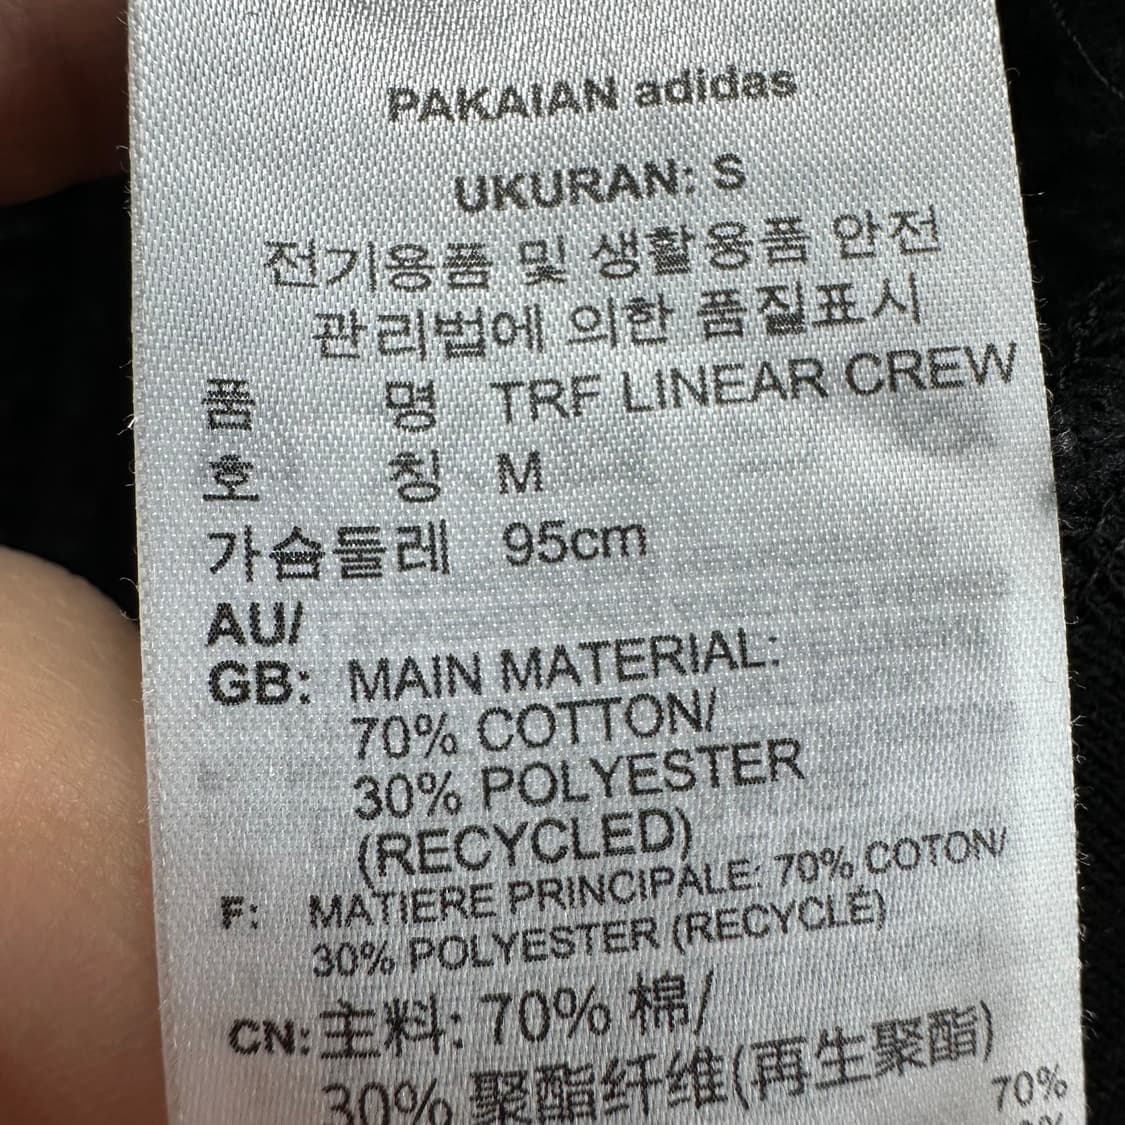 PAKAIAN adidas
UKURAN: S
전기용품 및 생활용품 안전
관리법에 의한 품질표시
품 명 TRF LINEAR CREW
호 칭 M
가슴둘레 95cm
AU/
GB: MAIN MATERIAL:
70% COTTON/
30% POLYESTER
(RECYCLED)
F: MATIERE PRINCIPALE: 70% COTON/
30% POLYESTER (RECYCLÉ)
CN: 主料: 70% 棉/
30% 聚酯纤维(再生聚酯)
70%